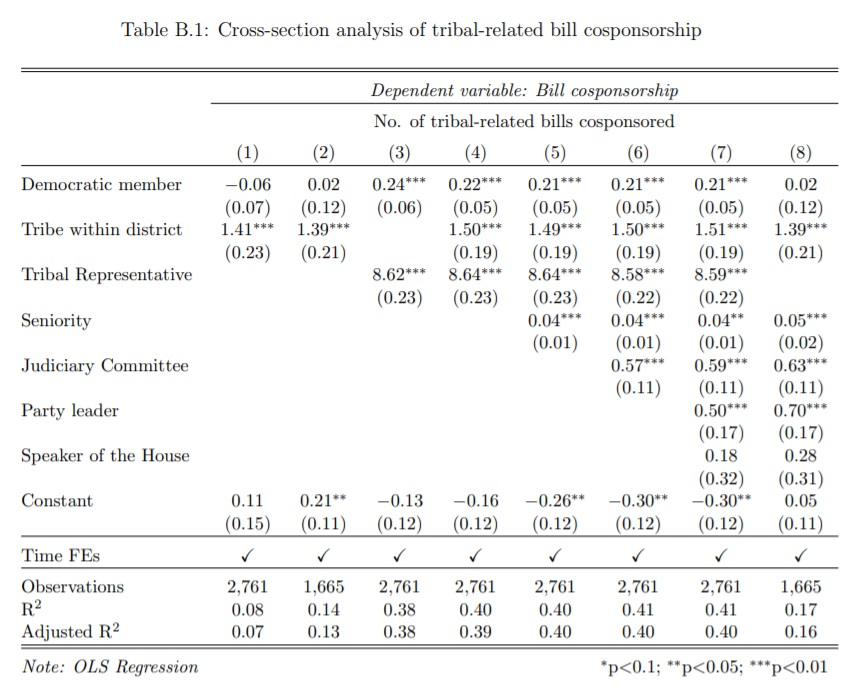 Table B.1: Cross-section analysis of tribal-related bill cosponsorship
Dependent variable: Bill cosponsorship
No. of tribal-related bills cosponsored
(1) (2) (3) (4) (5) (6) (7) (8)
Democratic member −0.06 0.02 0.24*** 0.22*** 0.21*** 0.21*** 0.21*** 0.02
(0.07) (0.12) (0.06) (0.05) (0.05) (0.05) (0.05) (0.12)
Tribe within district 1.41*** 1.39*** 1.50*** 1.49*** 1.50*** 1.51*** 1.39***
(0.23) (0.21) (0.19) (0.19) (0.19) (0.19) (0.21)
Tribal Representative 8.62*** 8.64*** 8.64*** 8.58*** 8.59***
(0.23) (0.23) (0.23) (0.22) (0.22)
Seniority 0.04*** 0.04*** 0.04** 0.05***
(0.01) (0.01) (0.01) (0.02)
Judiciary Committee 0.57*** 0.59*** 0.63***
(0.11) (0.11) (0.11)
Party leader 0.50*** 0.70***
(0.17) (0.17)
Speaker of the House 0.18 0.28
(0.32) (0.31)
Constant 0.11 0.21** −0.13 −0.16 −0.26** −0.30** −0.30** 0.05
(0.15) (0.11) (0.12) (0.12) (0.12) (0.12) (0.12) (0.11)
Time FEs ✓ ✓ ✓ ✓ ✓ ✓ ✓ ✓
Observations 2,761 1,665 2,761 2,761 2,761 2,761 2,761 1,665
R² 0.08 0.14 0.38 0.40 0.40 0.41 0.41 0.17
Adjusted R² 0.07 0.13 0.38 0.39 0.40 0.40 0.40 0.16
Note: OLS Regression *p<0.1; **p<0.05; ***p<0.01